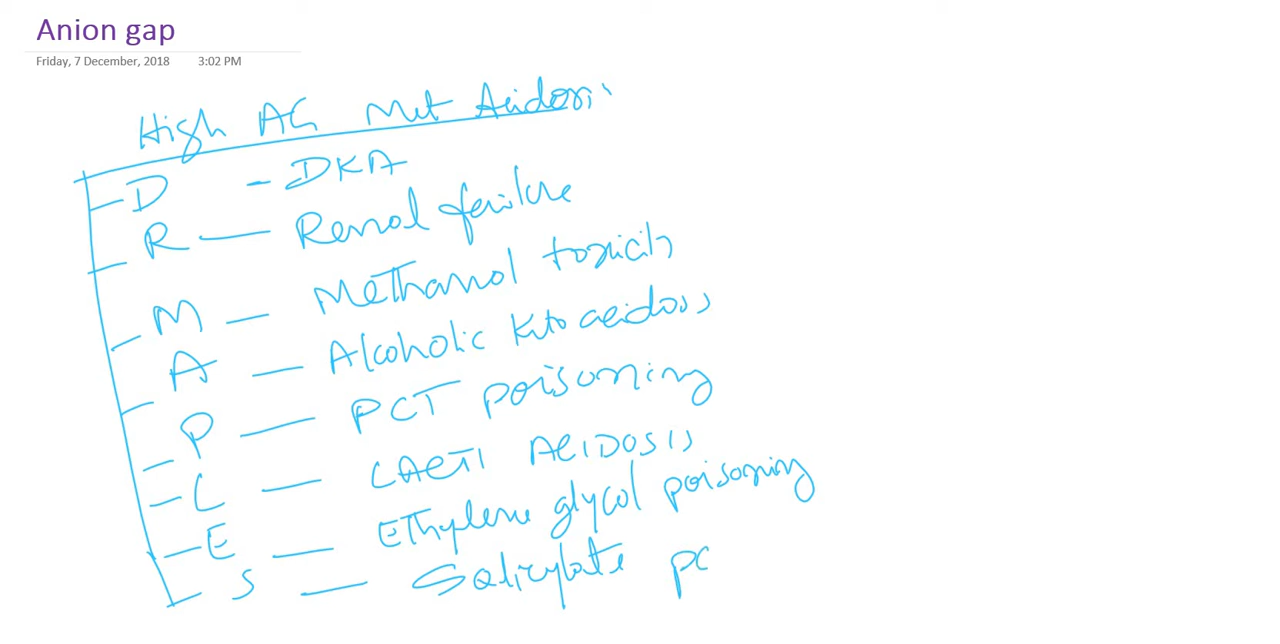 Anion gap
Friday, 7 December, 2018 3:02 PM
High AG Met Acidosis
D - DKA
R — Renal failure
M — Methanol toxicity
A — Alcoholic Keto acidosis
P — PCT poisoning
L — LACTI ACIDOSIS
E — Ethylene glycol poisoning
S — Salicylate po